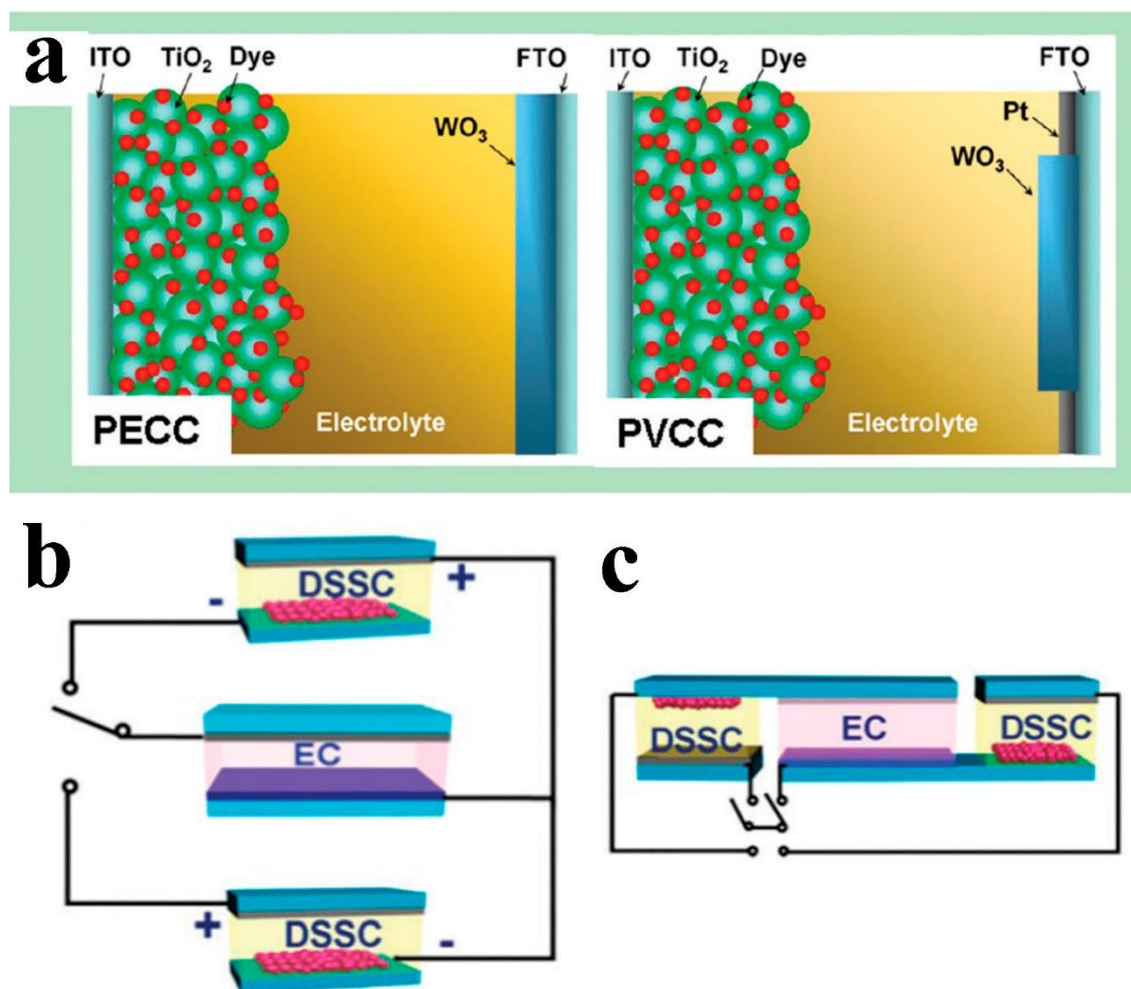 a
ITO TiO₂ Dye FTO
WO₃
Electrolyte
PECC
ITO TiO₂ Dye FTO
Pt
WO₃
Electrolyte
PVCC
b
DSSC
+
-
EC
+
DSSC
-
c
DSSC EC DSSC